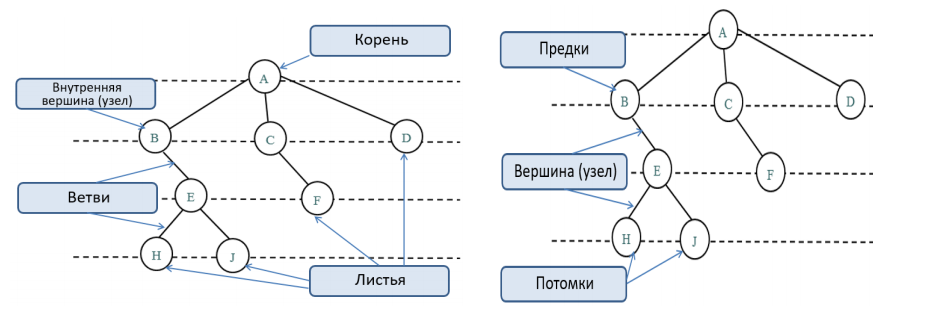 Корень
A
Внутренняя
вершина (узел)
B
C
D
Ветви
E
F
H
J
Листья
A
Предки
B
C
D
Вершина (узел)
E
F
H
J
Потомки